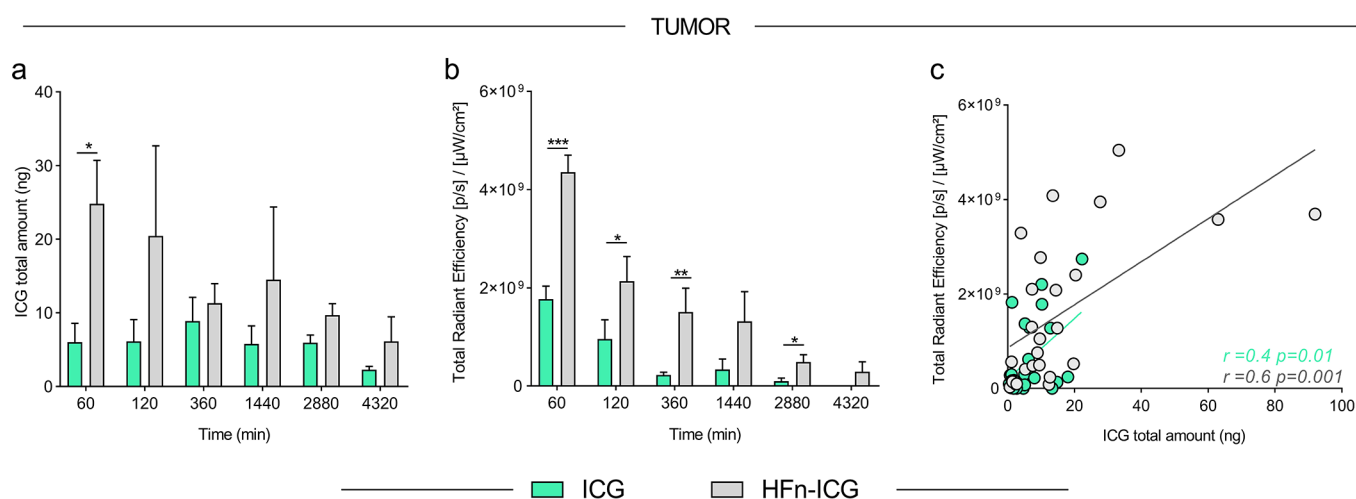 TUMOR
a
ICG total amount (ng)
40
30
20
10
0
*
60 120 360 1440 2880 4320
Time (min)
b
Total Radiant Efficiency [p/s] / [µW/cm²]
6×10⁹
4×10⁹
2×10⁹
0
***
*
**
*
60 120 360 1440 2880 4320
Time (min)
c
Total Radiant Efficiency [p/s] / [µW/cm²]
6×10⁹
4×10⁹
2×10⁹
0
r =0.4 p=0.01
r =0.6 p=0.001
0 20 40 60 80 100
ICG total amount (ng)
ICG HFn-ICG